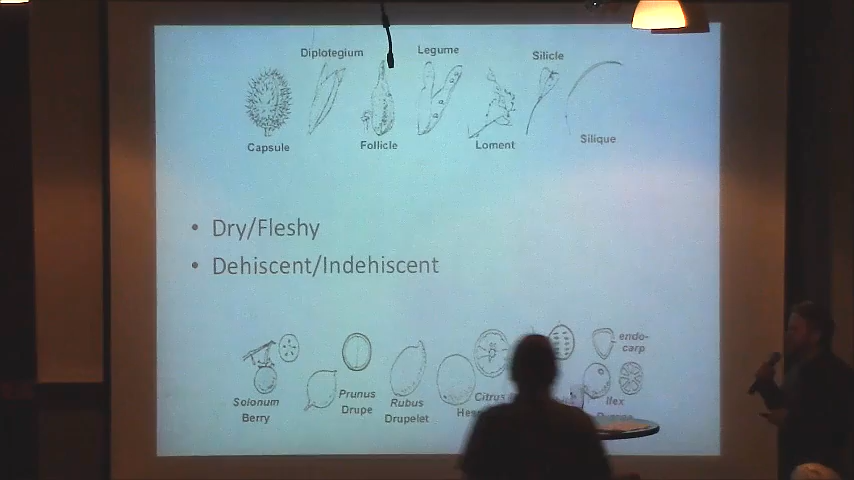 Diplotegium
Legume
Silicle
Capsule
Follicle
Loment
Silique
• Dry/Fleshy
• Dehiscent/Indehiscent
endo-
carp
Solonum
Berry
Prunus
Drupe
Rubus
Drupelet
Citrus
Ilex